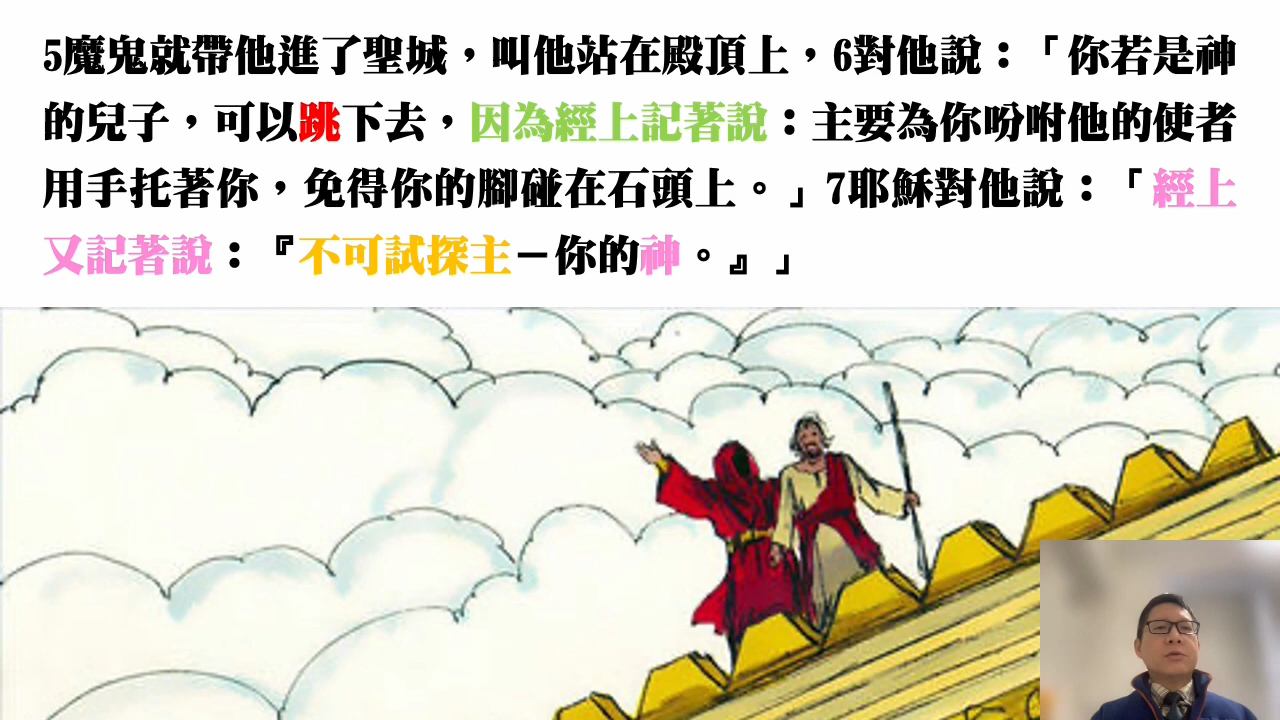 5魔鬼就帶他進了聖城，叫他站在殿頂上，6對他說：「你若是神
的兒子，可以跳下去，因為經上記著說：主要為你吩咐他的使者
用手托著你，免得你的腳碰在石頭上。」7耶穌對他說：「經上
又記著說：『不可試探主－你的神。』」